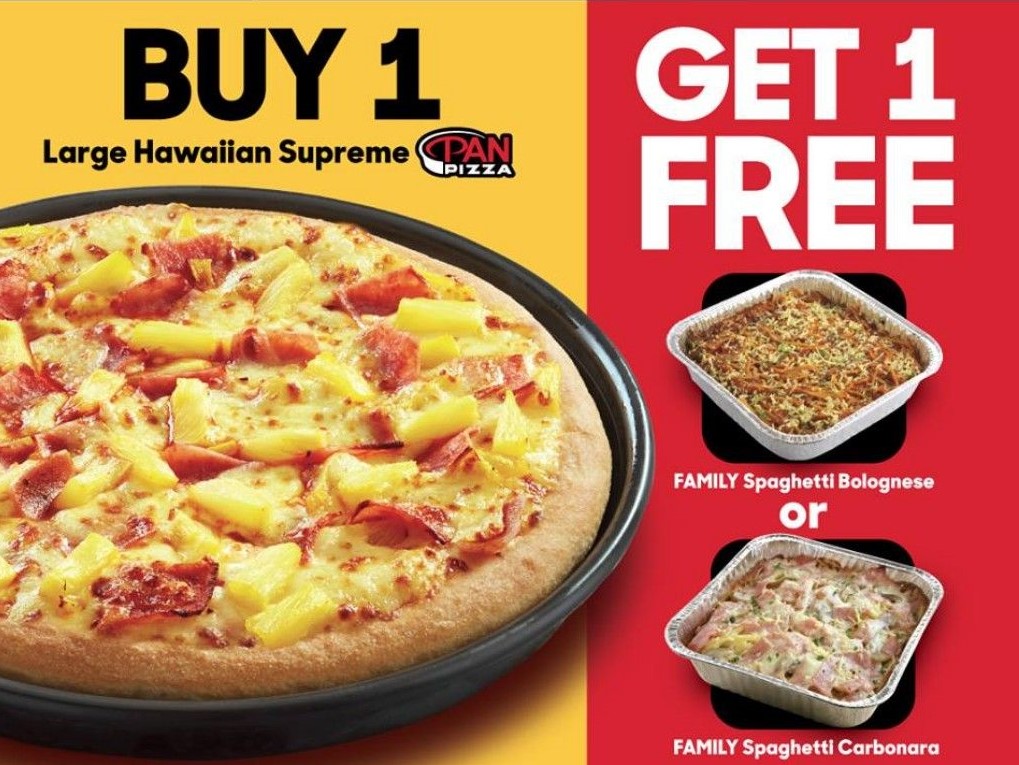 BUY 1
Large Hawaiian Supreme PAN PIZZA
GET 1
FREE
FAMILY Spaghetti Bolognese
or
FAMILY Spaghetti Carbonara